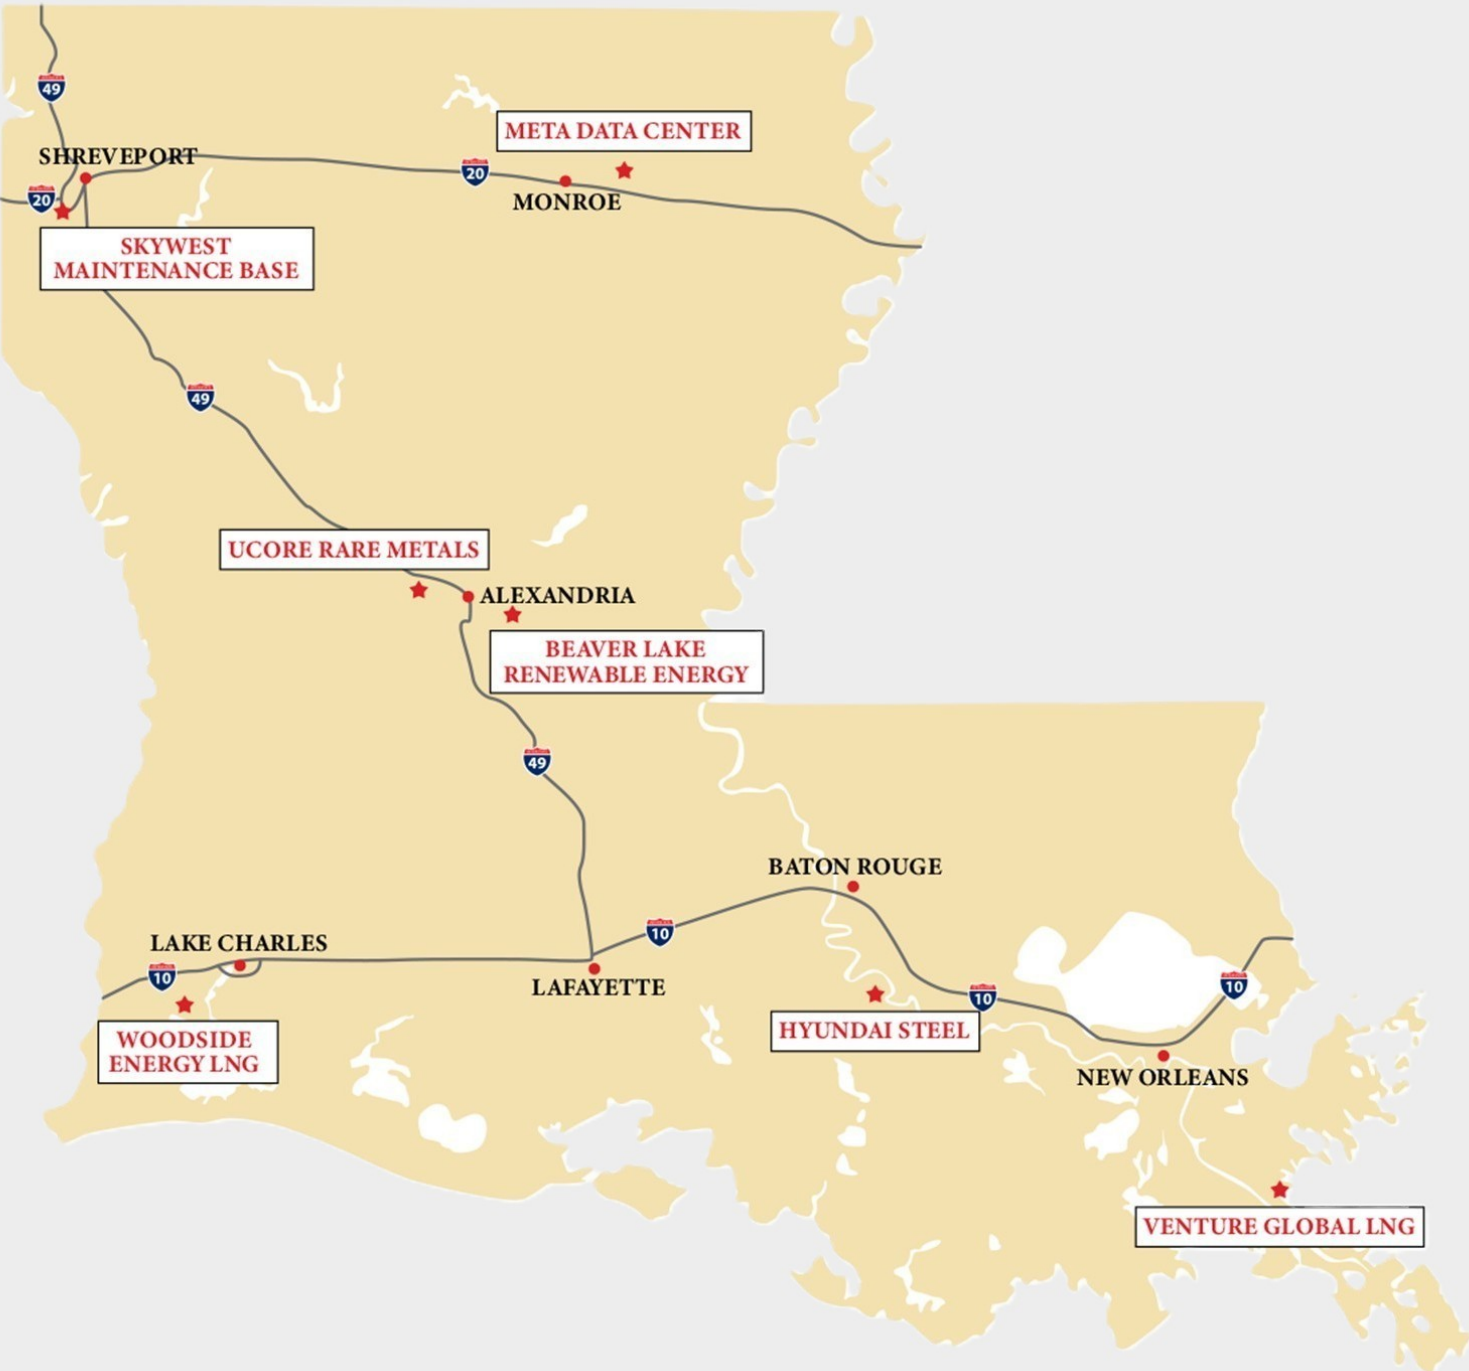 49
META DATA CENTER
SHREVEPORT
20
20
MONROE
SKYWEST
MAINTENANCE BASE
49
UCORE RARE METALS
ALEXANDRIA
BEAVER LAKE
RENEWABLE ENERGY
49
BATON ROUGE
10
LAKE CHARLES
10
LAFAYETTE
10
10
HYUNDAI STEEL
WOODSIDE
ENERGY LNG
NEW ORLEANS
VENTURE GLOBAL LNG